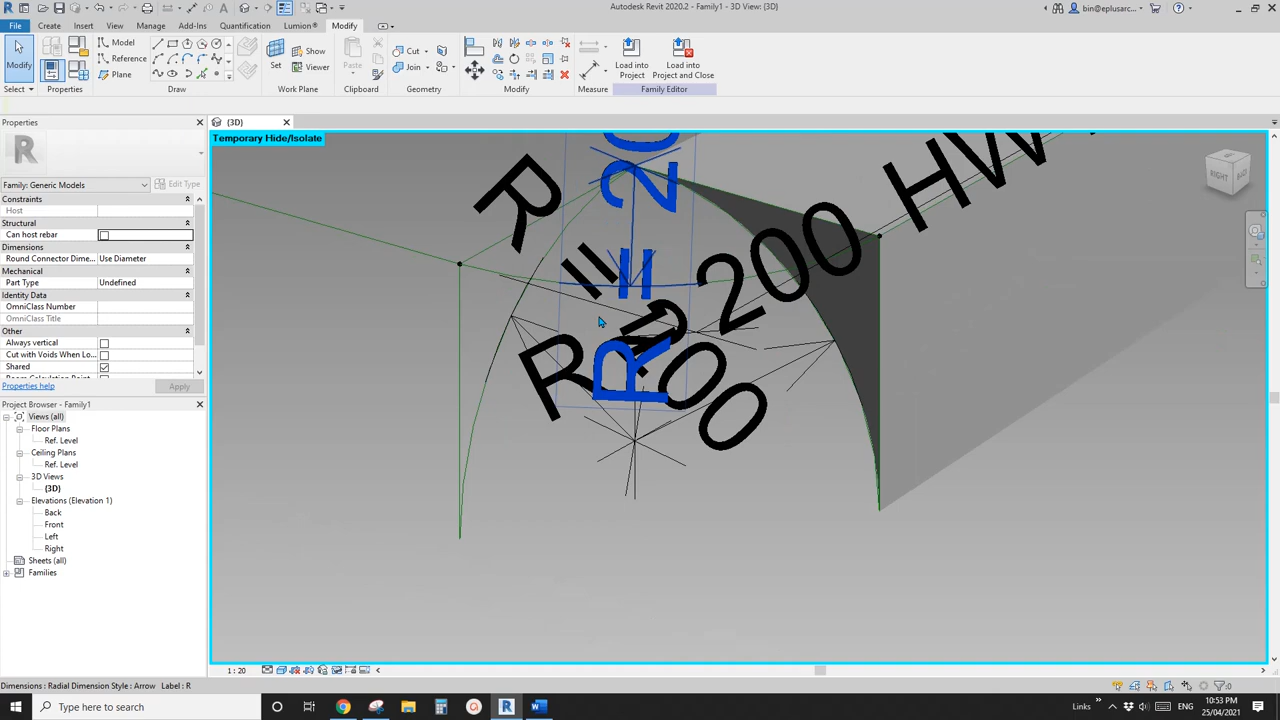 Autodesk Revit 2020.2 - Family1 - 3D View: {3D}
bin@eplusarc...
File Create Insert View Manage Add-Ins Quantification Lumion® Modify
Modify
Model
Reference
Plane
Set
Show
Viewer
Paste
Cut
Join
Load into
Project
Load into
Project and Close
Select Properties Draw Work Plane Clipboard Geometry Modify Measure Family Editor
Properties
{3D}
Temporary Hide/Isolate
Family: Generic Models
Edit Type
Constraints
Host
Structural
Can host rebar
Dimensions
Round Connector Dime... Use Diameter
Mechanical
Part Type Undefined
Identity Data
OmniClass Number
OmniClass Title
Other
Always vertical
Cut with Voids When Lo...
Shared
Properties help
Apply
Project Browser - Family1
Views (all)
Floor Plans
Ref. Level
Ceiling Plans
Ref. Level
3D Views
{3D}
Elevations (Elevation 1)
Back
Front
Left
Right
Sheets (all)
Families
R = 200
R =
200 HW
R = 20
RIGHT
BACK
1 : 20
Dimensions : Radial Dimension Style : Arrow : Label : R
:0
Type here to search
Links
10:53 PM
25/04/2021